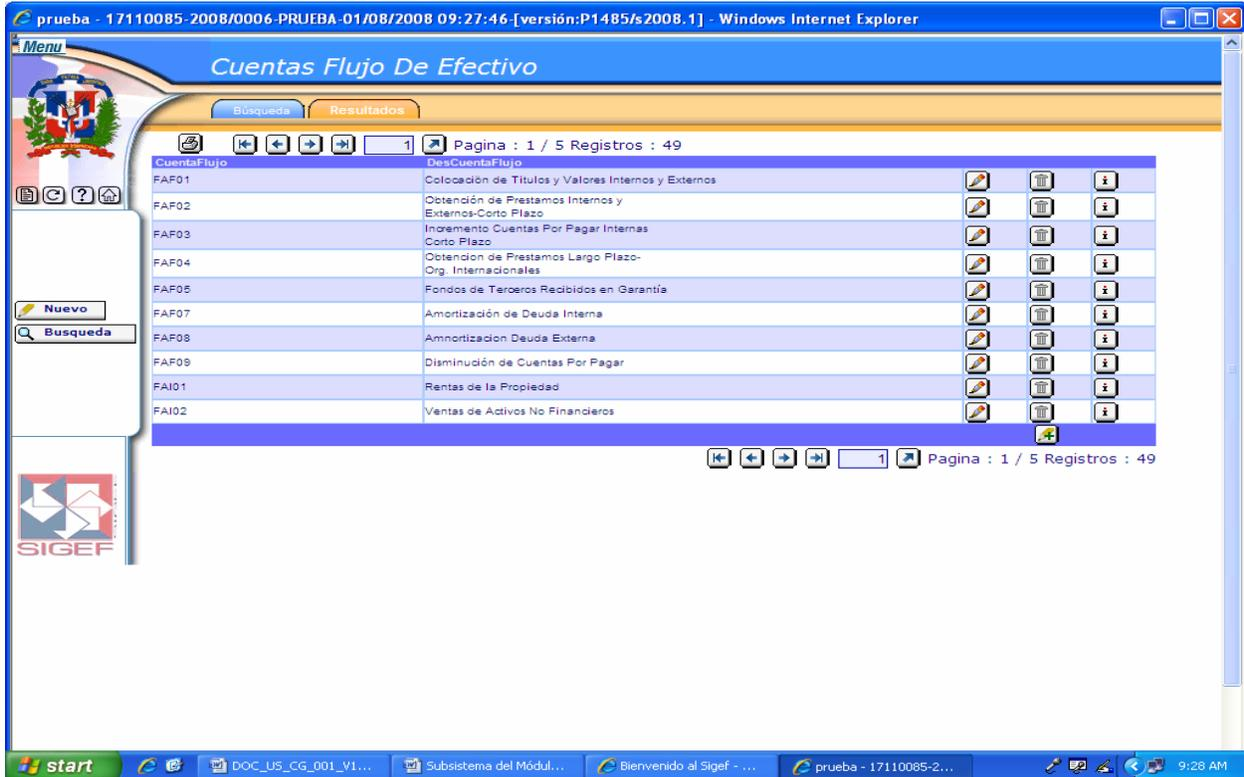 prueba - 17110085-2008/0006-PRUEBA-01/08/2008 09:27:46-[versión:P1485/s2008.1] - Windows Internet Explorer
Menu
Cuentas Flujo De Efectivo
Búsqueda Resultados
1 Pagina : 1 / 5 Registros : 49
CuentaFlujo DesCuentaFlujo
FAF01 Colocación de Titulos y Valores Internos y Externos
FAF02 Obtención de Prestamos Internos y
Externos-Corto Plazo
FAF03 Incremento Cuentas Por Pagar Internas
Corto Plazo
FAF04 Obtencion de Prestamos Largo Plazo-
Org. Internacionales
FAF05 Fondos de Terceros Recibidos en Garantía
FAF07 Amortización de Deuda Interna
FAF08 Amnortizacion Deuda Externa
FAF09 Disminución de Cuentas Por Pagar
FAI01 Rentas de la Propiedad
FAI02 Ventas de Activos No Financieros
Nuevo
Busqueda
1 Pagina : 1 / 5 Registros : 49
SIGEF
start DOC_US_CG_001_V1... Subsistema del Módul... Bienvenido al Sigef - ... prueba - 17110085-2... 9:28 AM